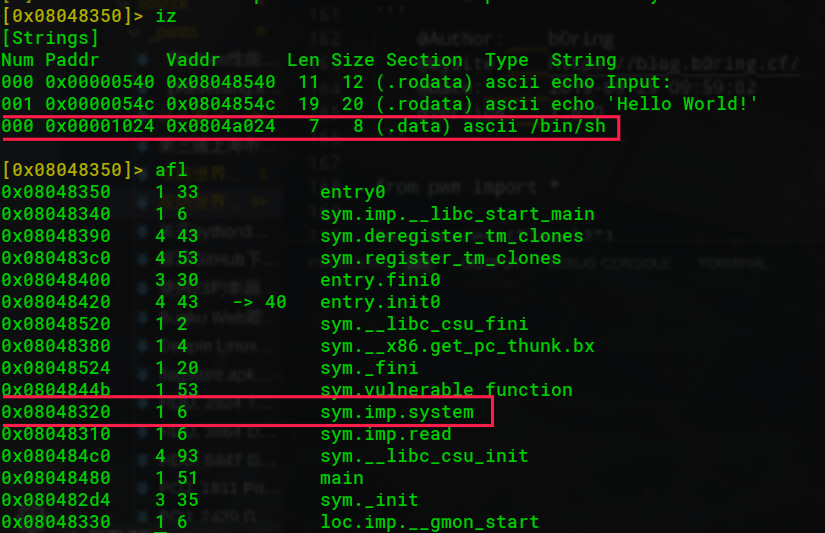 [0x08048350]> iz
[Strings]
Num Paddr      Vaddr      Len Size Section  Type  String
000 0x00000540 0x08048540  11  12 (.rodata) ascii echo Input:
001 0x0000054c 0x0804854c  19  20 (.rodata) ascii echo 'Hello World!'
000 0x00001024 0x0804a024   7   8 (.data) ascii /bin/sh
[0x08048350]> afl
0x08048350    1 33           entry0
0x08048340    1 6            sym.imp.__libc_start_main
0x08048390    4 43           sym.deregister_tm_clones
0x080483c0    4 53           sym.register_tm_clones
0x08048400    3 30           entry.fini0
0x08048420    4 43   -> 40   entry.init0
0x08048520    1 2            sym.__libc_csu_fini
0x08048380    1 4            sym.__x86.get_pc_thunk.bx
0x08048524    1 20           sym._fini
0x0804844b    1 53           sym.vulnerable_function
0x08048320    1 6            sym.imp.system
0x08048310    1 6            sym.imp.read
0x080484c0    4 93           sym.__libc_csu_init
0x08048480    1 51           main
0x080482d4    3 35           sym._init
0x08048330    1 6            loc.imp.__gmon_start
from pwn import *